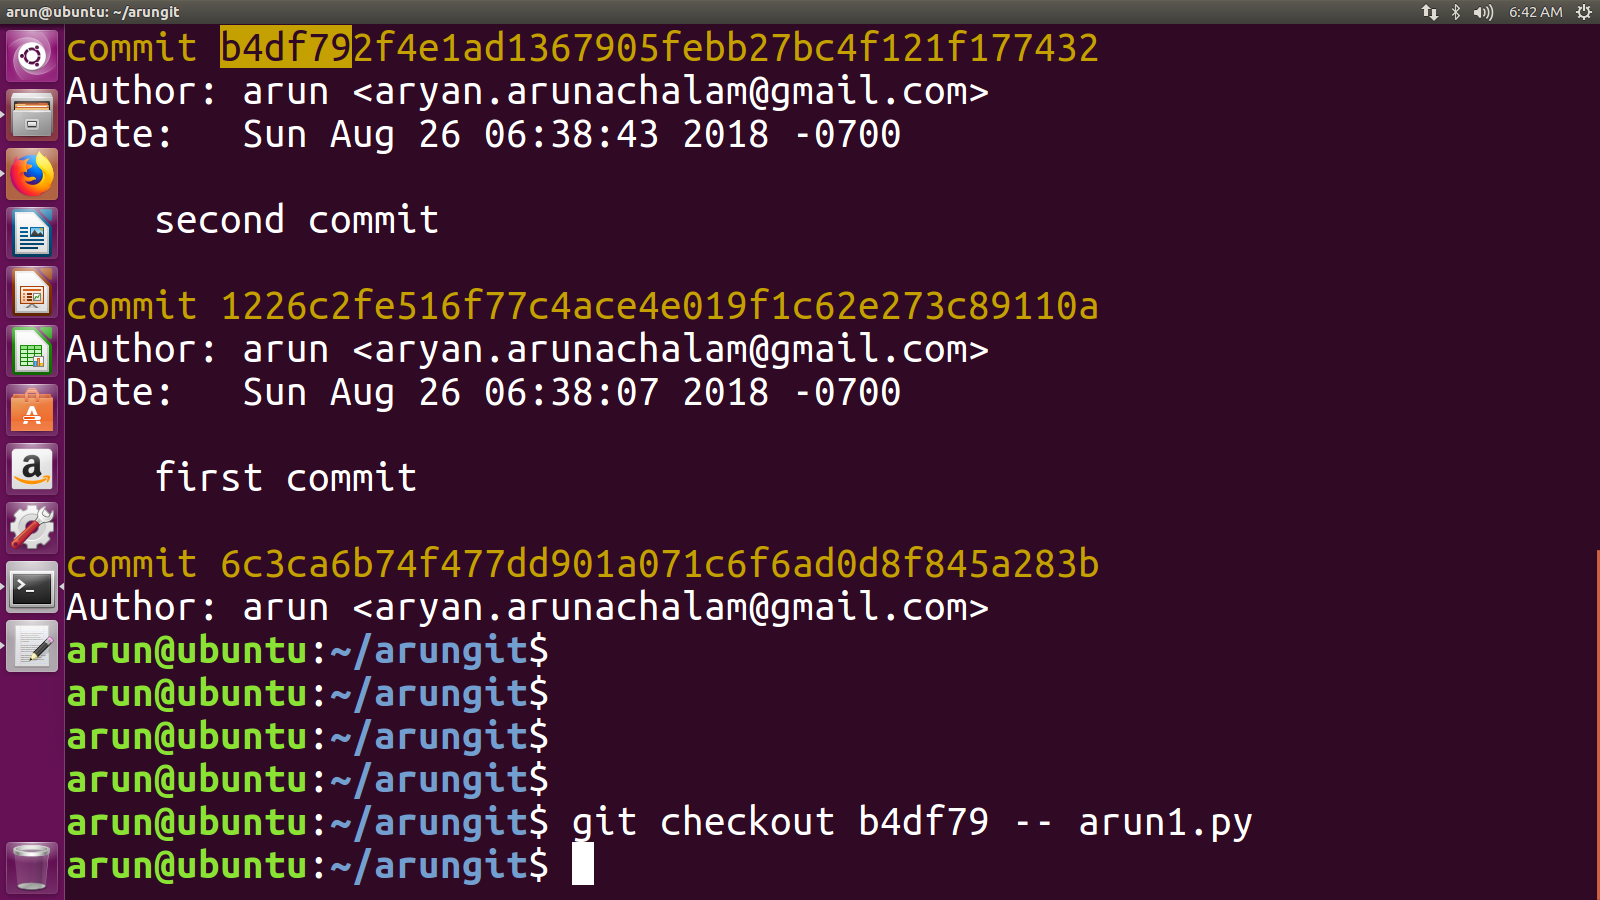 arun@ubuntu: ~/arungit
6:42 AM
commit b4df792f4e1ad1367905febb27bc4f121f177432
Author: arun <aryan.arunachalam@gmail.com>
Date:   Sun Aug 26 06:38:43 2018 -0700
second commit
commit 1226c2fe516f77c4ace4e019f1c62e273c89110a
Author: arun <aryan.arunachalam@gmail.com>
Date:   Sun Aug 26 06:38:07 2018 -0700
first commit
commit 6c3ca6b74f477dd901a071c6f6ad0d8f845a283b
Author: arun <aryan.arunachalam@gmail.com>
arun@ubuntu:~/arungit$
arun@ubuntu:~/arungit$
arun@ubuntu:~/arungit$
arun@ubuntu:~/arungit$
arun@ubuntu:~/arungit$ git checkout b4df79 -- arun1.py
arun@ubuntu:~/arungit$